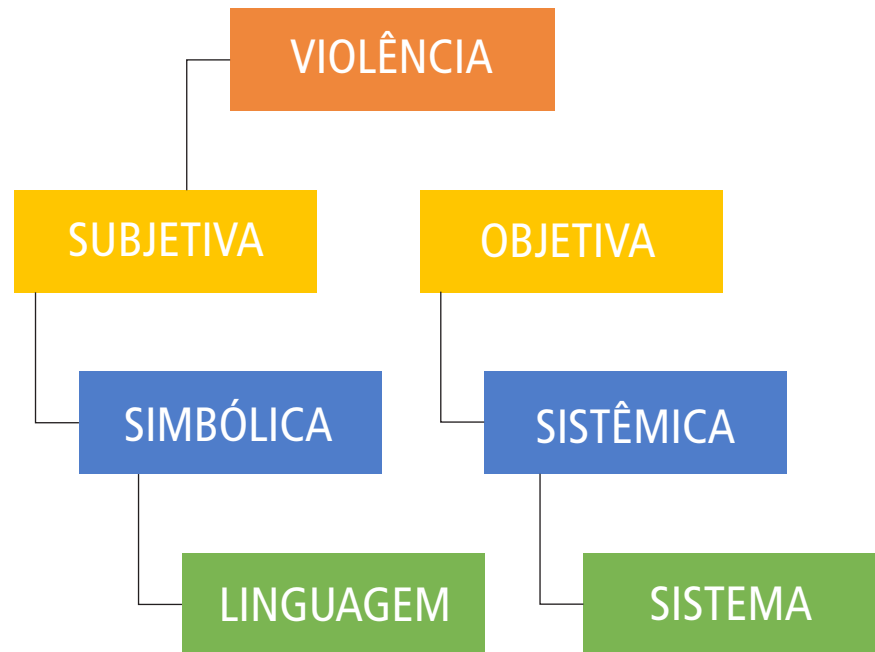 VIOLÊNCIA
SUBJETIVA
OBJETIVA
SIMBÓLICA
SISTÊMICA
LINGUAGEM
SISTEMA